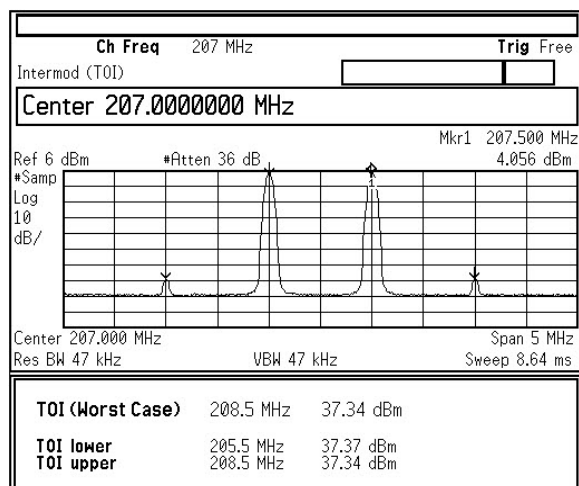 Ch Freq 207 MHz Trig Free
Intermod (TOI)
Center 207.0000000 MHz
Mkr1 207.500 MHz
Ref 6 dBm #Atten 36 dB 4.056 dBm
#Samp
Log
10
dB/
1
Center 207.000 MHz Span 5 MHz
Res BW 47 kHz VBW 47 kHz Sweep 8.64 ms
TOI (Worst Case) 208.5 MHz 37.34 dBm
TOI lower 205.5 MHz 37.37 dBm
TOI upper 208.5 MHz 37.34 dBm